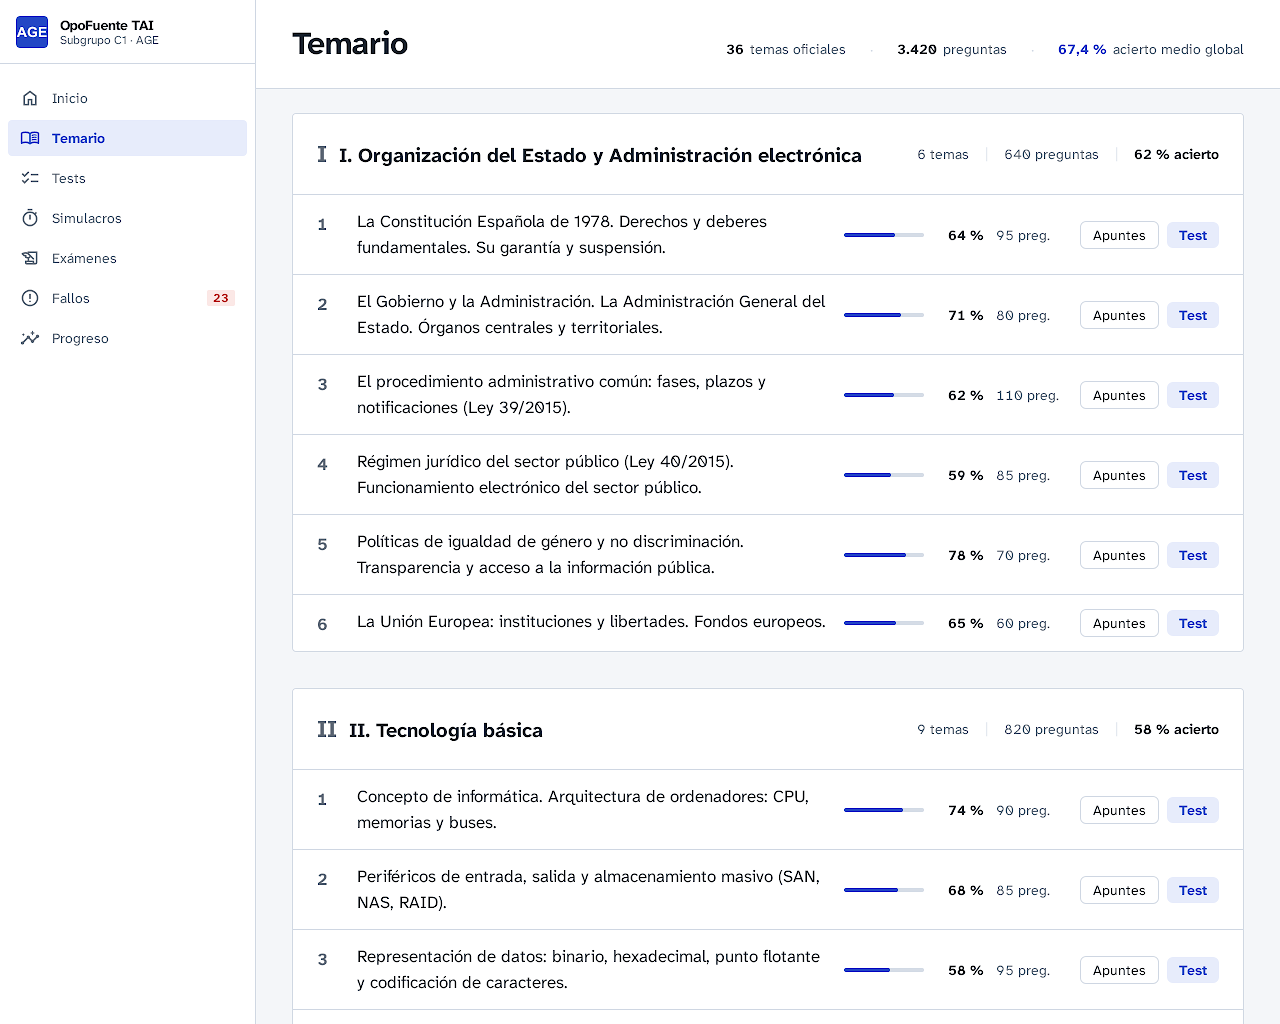 AGE
OpoFuente TAI
Subgrupo C1 · AGE
Inicio
Temario
Tests
Simulacros
Exámenes
Fallos 23
Progreso
Temario
36 temas oficiales · 3.420 preguntas · 67,4 % acierto medio global
I I. Organización del Estado y Administración electrónica 6 temas 640 preguntas 62 % acierto
1 La Constitución Española de 1978. Derechos y deberes
fundamentales. Su garantía y suspensión.
64 % 95 preg. Apuntes Test
2 El Gobierno y la Administración. La Administración General del
Estado. Órganos centrales y territoriales.
71 % 80 preg. Apuntes Test
3 El procedimiento administrativo común: fases, plazos y
notificaciones (Ley 39/2015).
62 % 110 preg. Apuntes Test
4 Régimen jurídico del sector público (Ley 40/2015).
Funcionamiento electrónico del sector público.
59 % 85 preg. Apuntes Test
5 Políticas de igualdad de género y no discriminación.
Transparencia y acceso a la información pública.
78 % 70 preg. Apuntes Test
6 La Unión Europea: instituciones y libertades. Fondos europeos. 65 % 60 preg. Apuntes Test
II II. Tecnología básica 9 temas 820 preguntas 58 % acierto
1 Concepto de informática. Arquitectura de ordenadores: CPU,
memorias y buses.
74 % 90 preg. Apuntes Test
2 Periféricos de entrada, salida y almacenamiento masivo (SAN,
NAS, RAID).
68 % 85 preg. Apuntes Test
3 Representación de datos: binario, hexadecimal, punto flotante
y codificación de caracteres.
58 % 95 preg. Apuntes Test